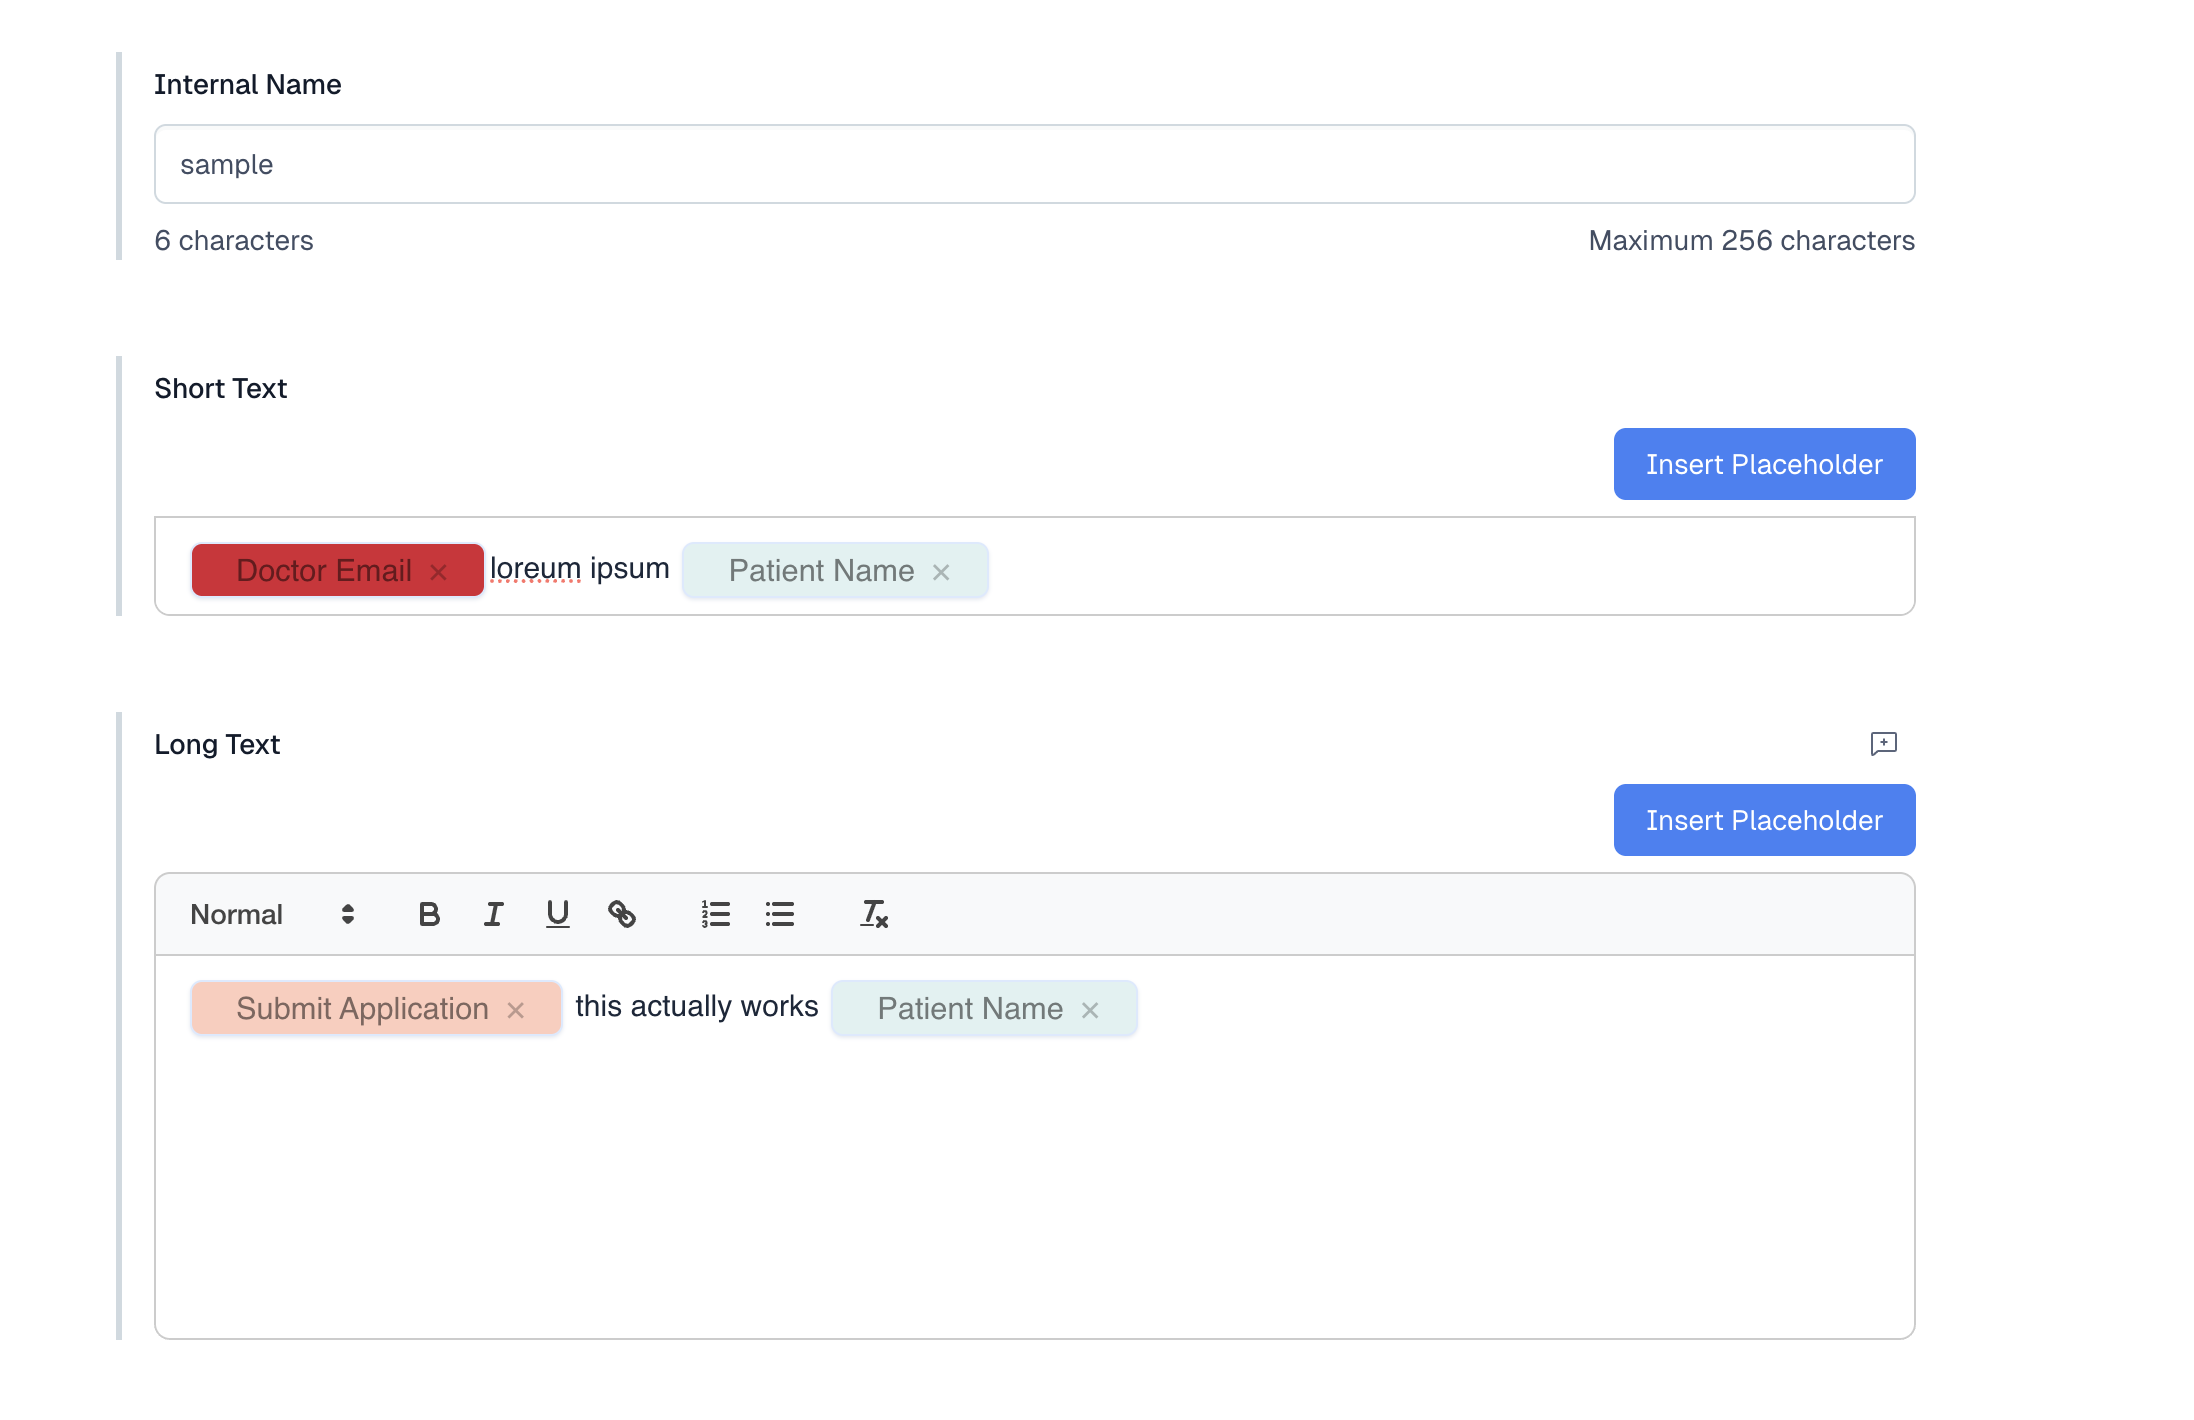 Internal Name
sample
6 characters Maximum 256 characters
Short Text
Insert Placeholder
Doctor Email × loreum ipsum Patient Name ×
Long Text
Insert Placeholder
Normal B I U
Submit Application × this actually works Patient Name ×